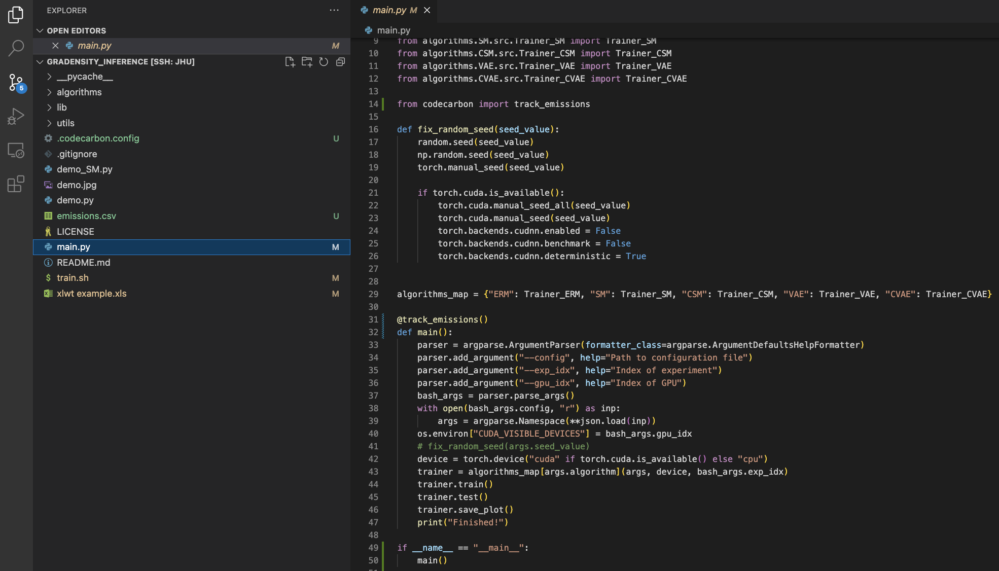 EXPLORER
OPEN EDITORS
main.py M
GRADENSITY_INFERENCE [SSH: JHU]
__pycache__
algorithms
lib
utils
.codecarbon.config U
.gitignore
demo_SM.py
demo.jpg
demo.py
emissions.csv U
LICENSE
main.py M
README.md
train.sh M
xlwt example.xls M
5
main.py M
main.py
9 from algorithms.SM.src.Trainer_SM import Trainer_SM
10 from algorithms.CSM.src.Trainer_CSM import Trainer_CSM
11 from algorithms.VAE.src.Trainer_VAE import Trainer_VAE
12 from algorithms.CVAE.src.Trainer_CVAE import Trainer_CVAE
13
14 from codecarbon import track_emissions
15
16 def fix_random_seed(seed_value):
17     random.seed(seed_value)
18     np.random.seed(seed_value)
19     torch.manual_seed(seed_value)
20
21     if torch.cuda.is_available():
22         torch.cuda.manual_seed_all(seed_value)
23         torch.cuda.manual_seed(seed_value)
24         torch.backends.cudnn.enabled = False
25         torch.backends.cudnn.benchmark = False
26         torch.backends.cudnn.deterministic = True
27
28
29 algorithms_map = {"ERM": Trainer_ERM, "SM": Trainer_SM, "CSM": Trainer_CSM, "VAE": Trainer_VAE, "CVAE": Trainer_CVAE}
30
31 @track_emissions()
32 def main():
33     parser = argparse.ArgumentParser(formatter_class=argparse.ArgumentDefaultsHelpFormatter)
34     parser.add_argument("--config", help="Path to configuration file")
35     parser.add_argument("--exp_idx", help="Index of experiment")
36     parser.add_argument("--gpu_idx", help="Index of GPU")
37     bash_args = parser.parse_args()
38     with open(bash_args.config, "r") as inp:
39         args = argparse.Namespace(**json.load(inp))
40     os.environ["CUDA_VISIBLE_DEVICES"] = bash_args.gpu_idx
41     # fix_random_seed(args.seed_value)
42     device = torch.device("cuda" if torch.cuda.is_available() else "cpu")
43     trainer = algorithms_map[args.algorithm](args, device, bash_args.exp_idx)
44     trainer.train()
45     trainer.test()
46     trainer.save_plot()
47     print("Finished!")
48
49 if __name__ == "__main__":
50     main()